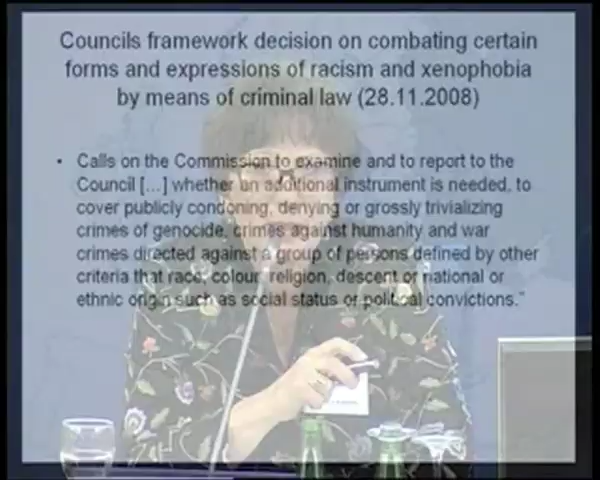 Councils framework decision on combating certain
forms and expressions of racism and xenophobia
by means of criminal law (28.11.2008)
• Calls on the Commission to examine and to report to the
Council [...] whether an additional instrument is needed, to
cover publicly condoning, denying or grossly trivializing
crimes of genocide, crimes against humanity and war
crimes directed against a group of persons defined by other
criteria that race, colour, religion, descent or national or
ethnic origin such as social status or political convictions."